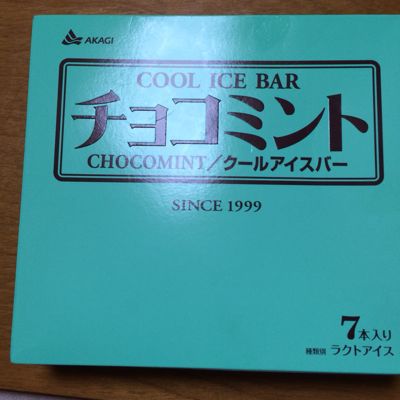 AKAGI
COOL ICE BAR
チョコミント
CHOCOMINT/クールアイスバー
SINCE 1999
7本入り
種類別 ラクトアイス